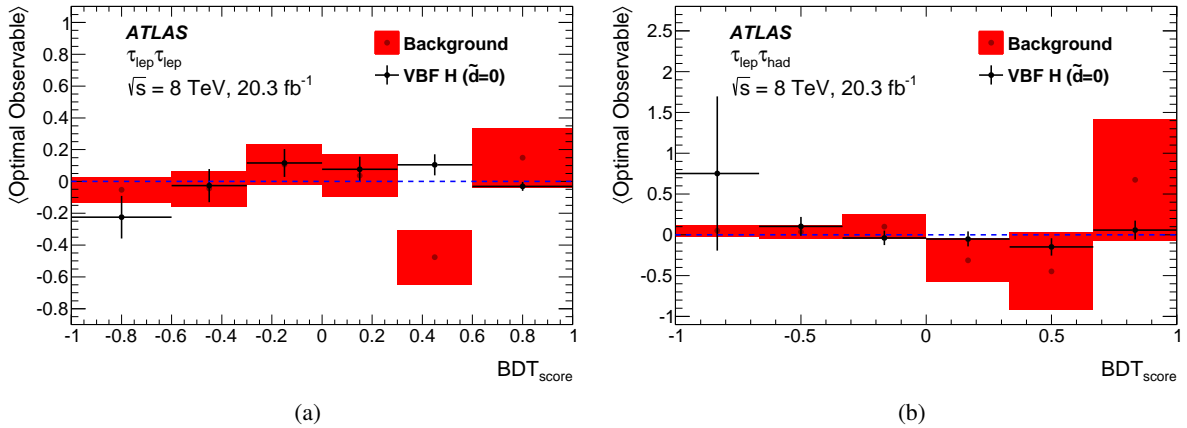 ⟨Optimal Observable⟩
1
0.8
0.6
0.4
0.2
0
-0.2
-0.4
-0.6
-0.8
ATLAS
τlepτlep
√s = 8 TeV, 20.3 fb⁻¹
Background
VBF H (d̃=0)
-1 -0.8 -0.6 -0.4 -0.2 0 0.2 0.4 0.6 0.8 1
BDTscore
(a)
⟨Optimal Observable⟩
2.5
2
1.5
1
0.5
0
-0.5
-1
ATLAS
τlepτhad
√s = 8 TeV, 20.3 fb⁻¹
Background
VBF H (d̃=0)
-1 -0.5 0 0.5 1
BDTscore
(b)